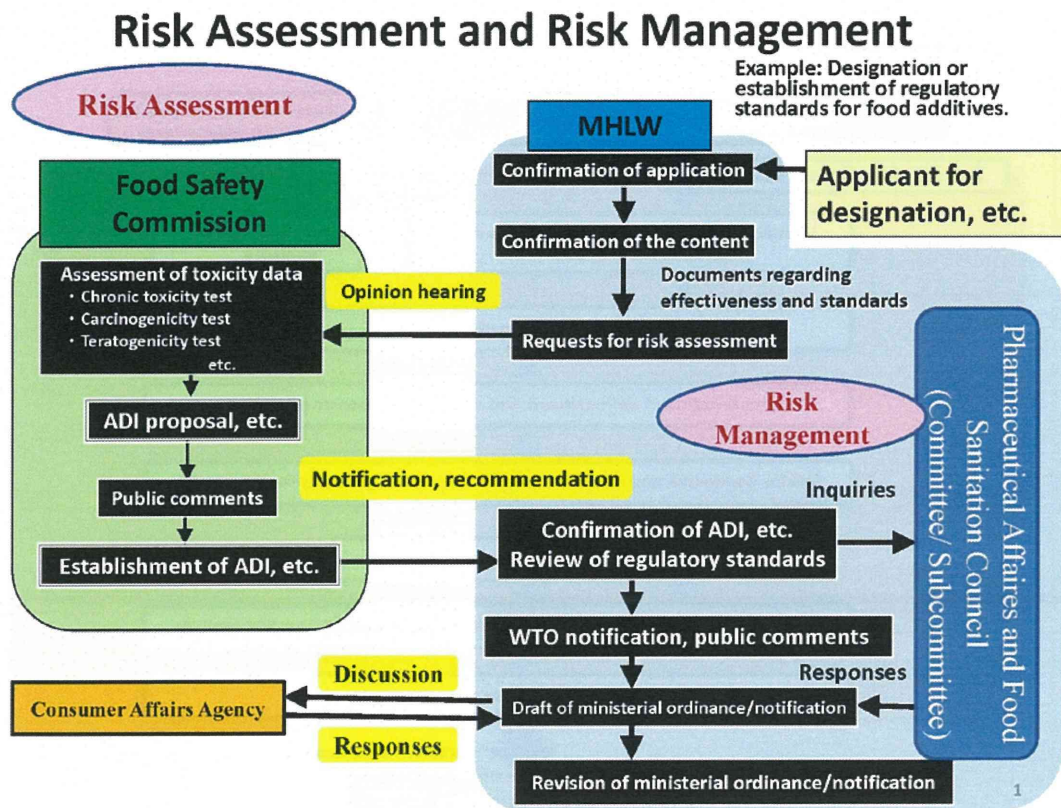 Risk Assessment and Risk Management
Example: Designation or
establishment of regulatory
standards for food additives.
Risk Assessment
MHLW
Food Safety
Commission
Confirmation of application
Applicant for
designation, etc.
Confirmation of the content
Assessment of toxicity data
・ Chronic toxicity test
・ Carcinogenicity test
・ Teratogenicity test
etc.
Opinion hearing
Documents regarding
effectiveness and standards
Requests for risk assessment
Pharmaceutical Affaires and Food
Sanitation Council
(Committee/ Subcommittee)
Risk
Management
ADI proposal, etc.
Public comments
Notification, recommendation
Inquiries
Establishment of ADI, etc.
Confirmation of ADI, etc.
Review of regulatory standards
WTO notification, public comments
Discussion
Responses
Consumer Affairs Agency
Draft of ministerial ordinance/notification
Responses
Revision of ministerial ordinance/notification
1